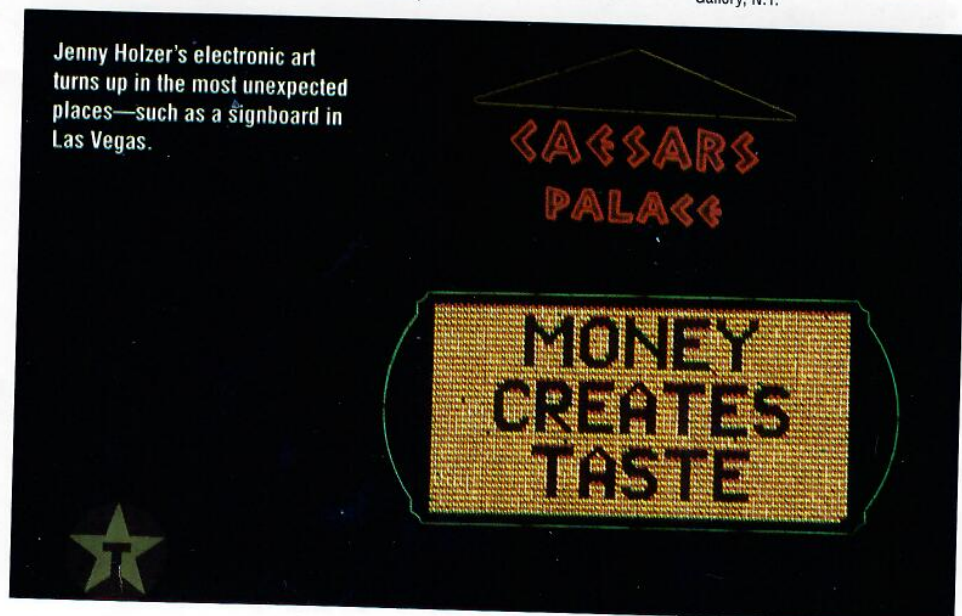 Gallery, N.Y.
Jenny Holzer's electronic art
turns up in the most unexpected
places—such as a signboard in
Las Vegas.
CAESARS
PALACE
MONEY
CREATES
TASTE
T